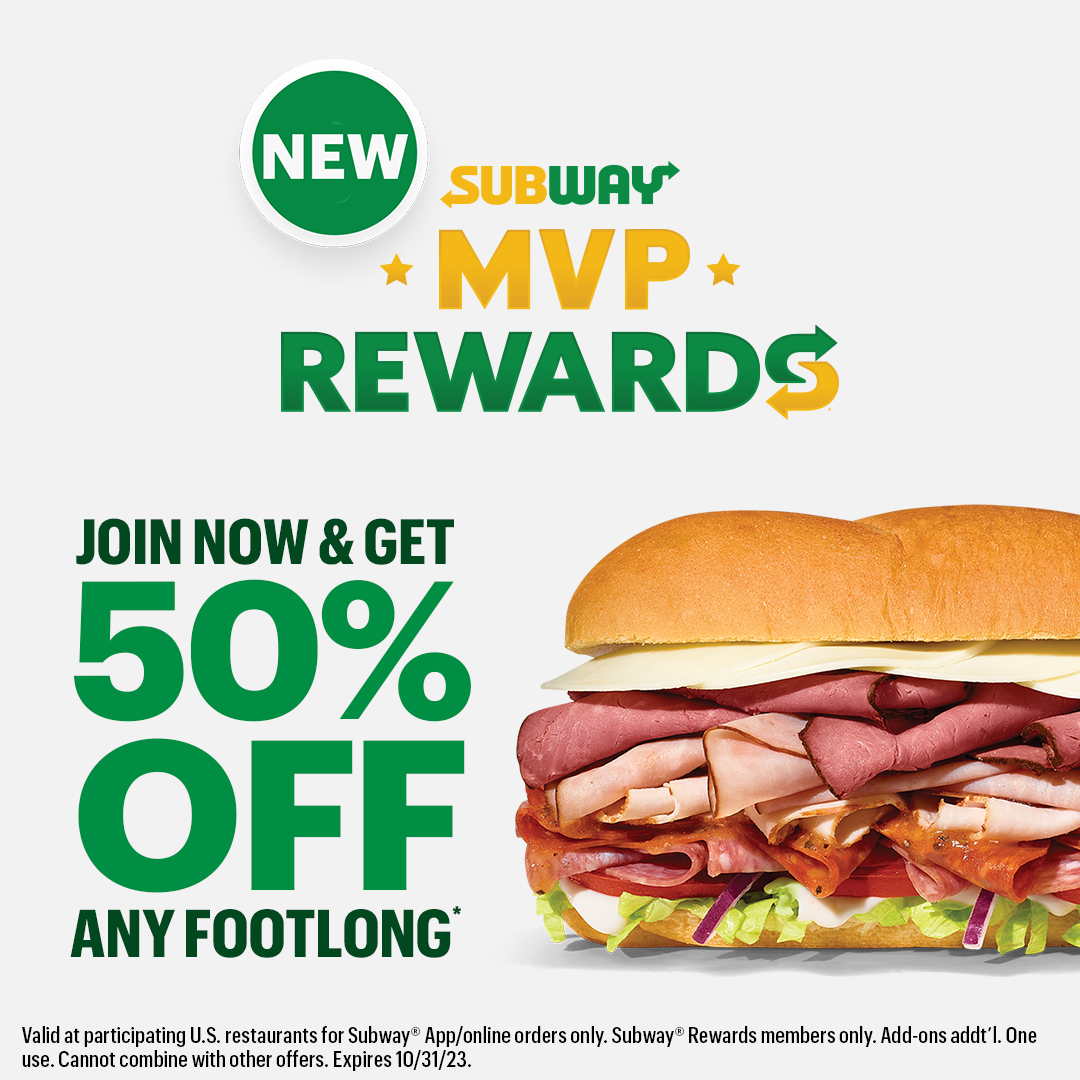 NEW
SUBWAY
MVP
REWARDS
JOIN NOW & GET
50%
OFF
ANY FOOTLONG*
Valid at participating U.S. restaurants for Subway® App/online orders only. Subway® Rewards members only. Add-ons addt'l. One
use. Cannot combine with other offers. Expires 10/31/23.